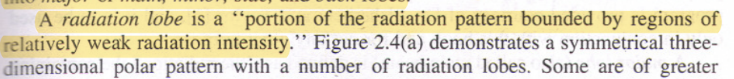 A radiation lobe is a ‘‘portion of the radiation pattern bounded by regions of
relatively weak radiation intensity.’’ Figure 2.4(a) demonstrates a symmetrical three-
dimensional polar pattern with a number of radiation lobes. Some are of greater